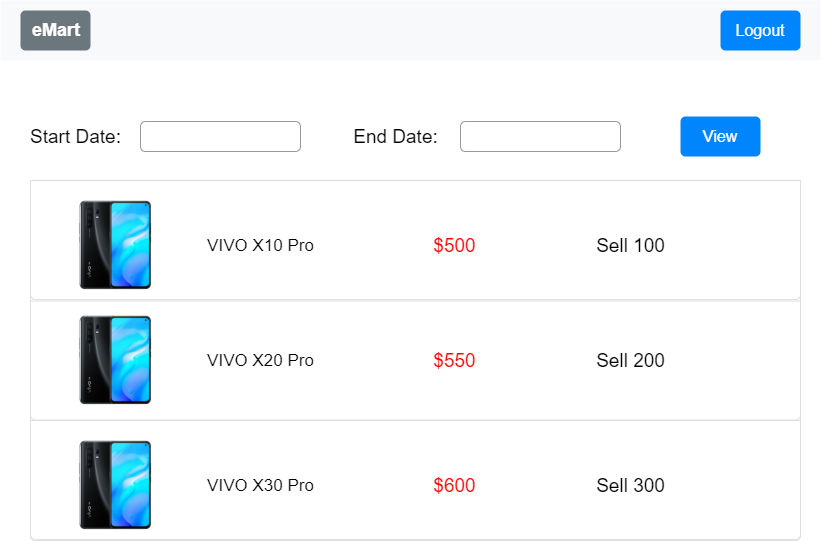 eMart Logout
Start Date: End Date: View
VIVO X10 Pro $500 Sell 100
VIVO X20 Pro $550 Sell 200
VIVO X30 Pro $600 Sell 300